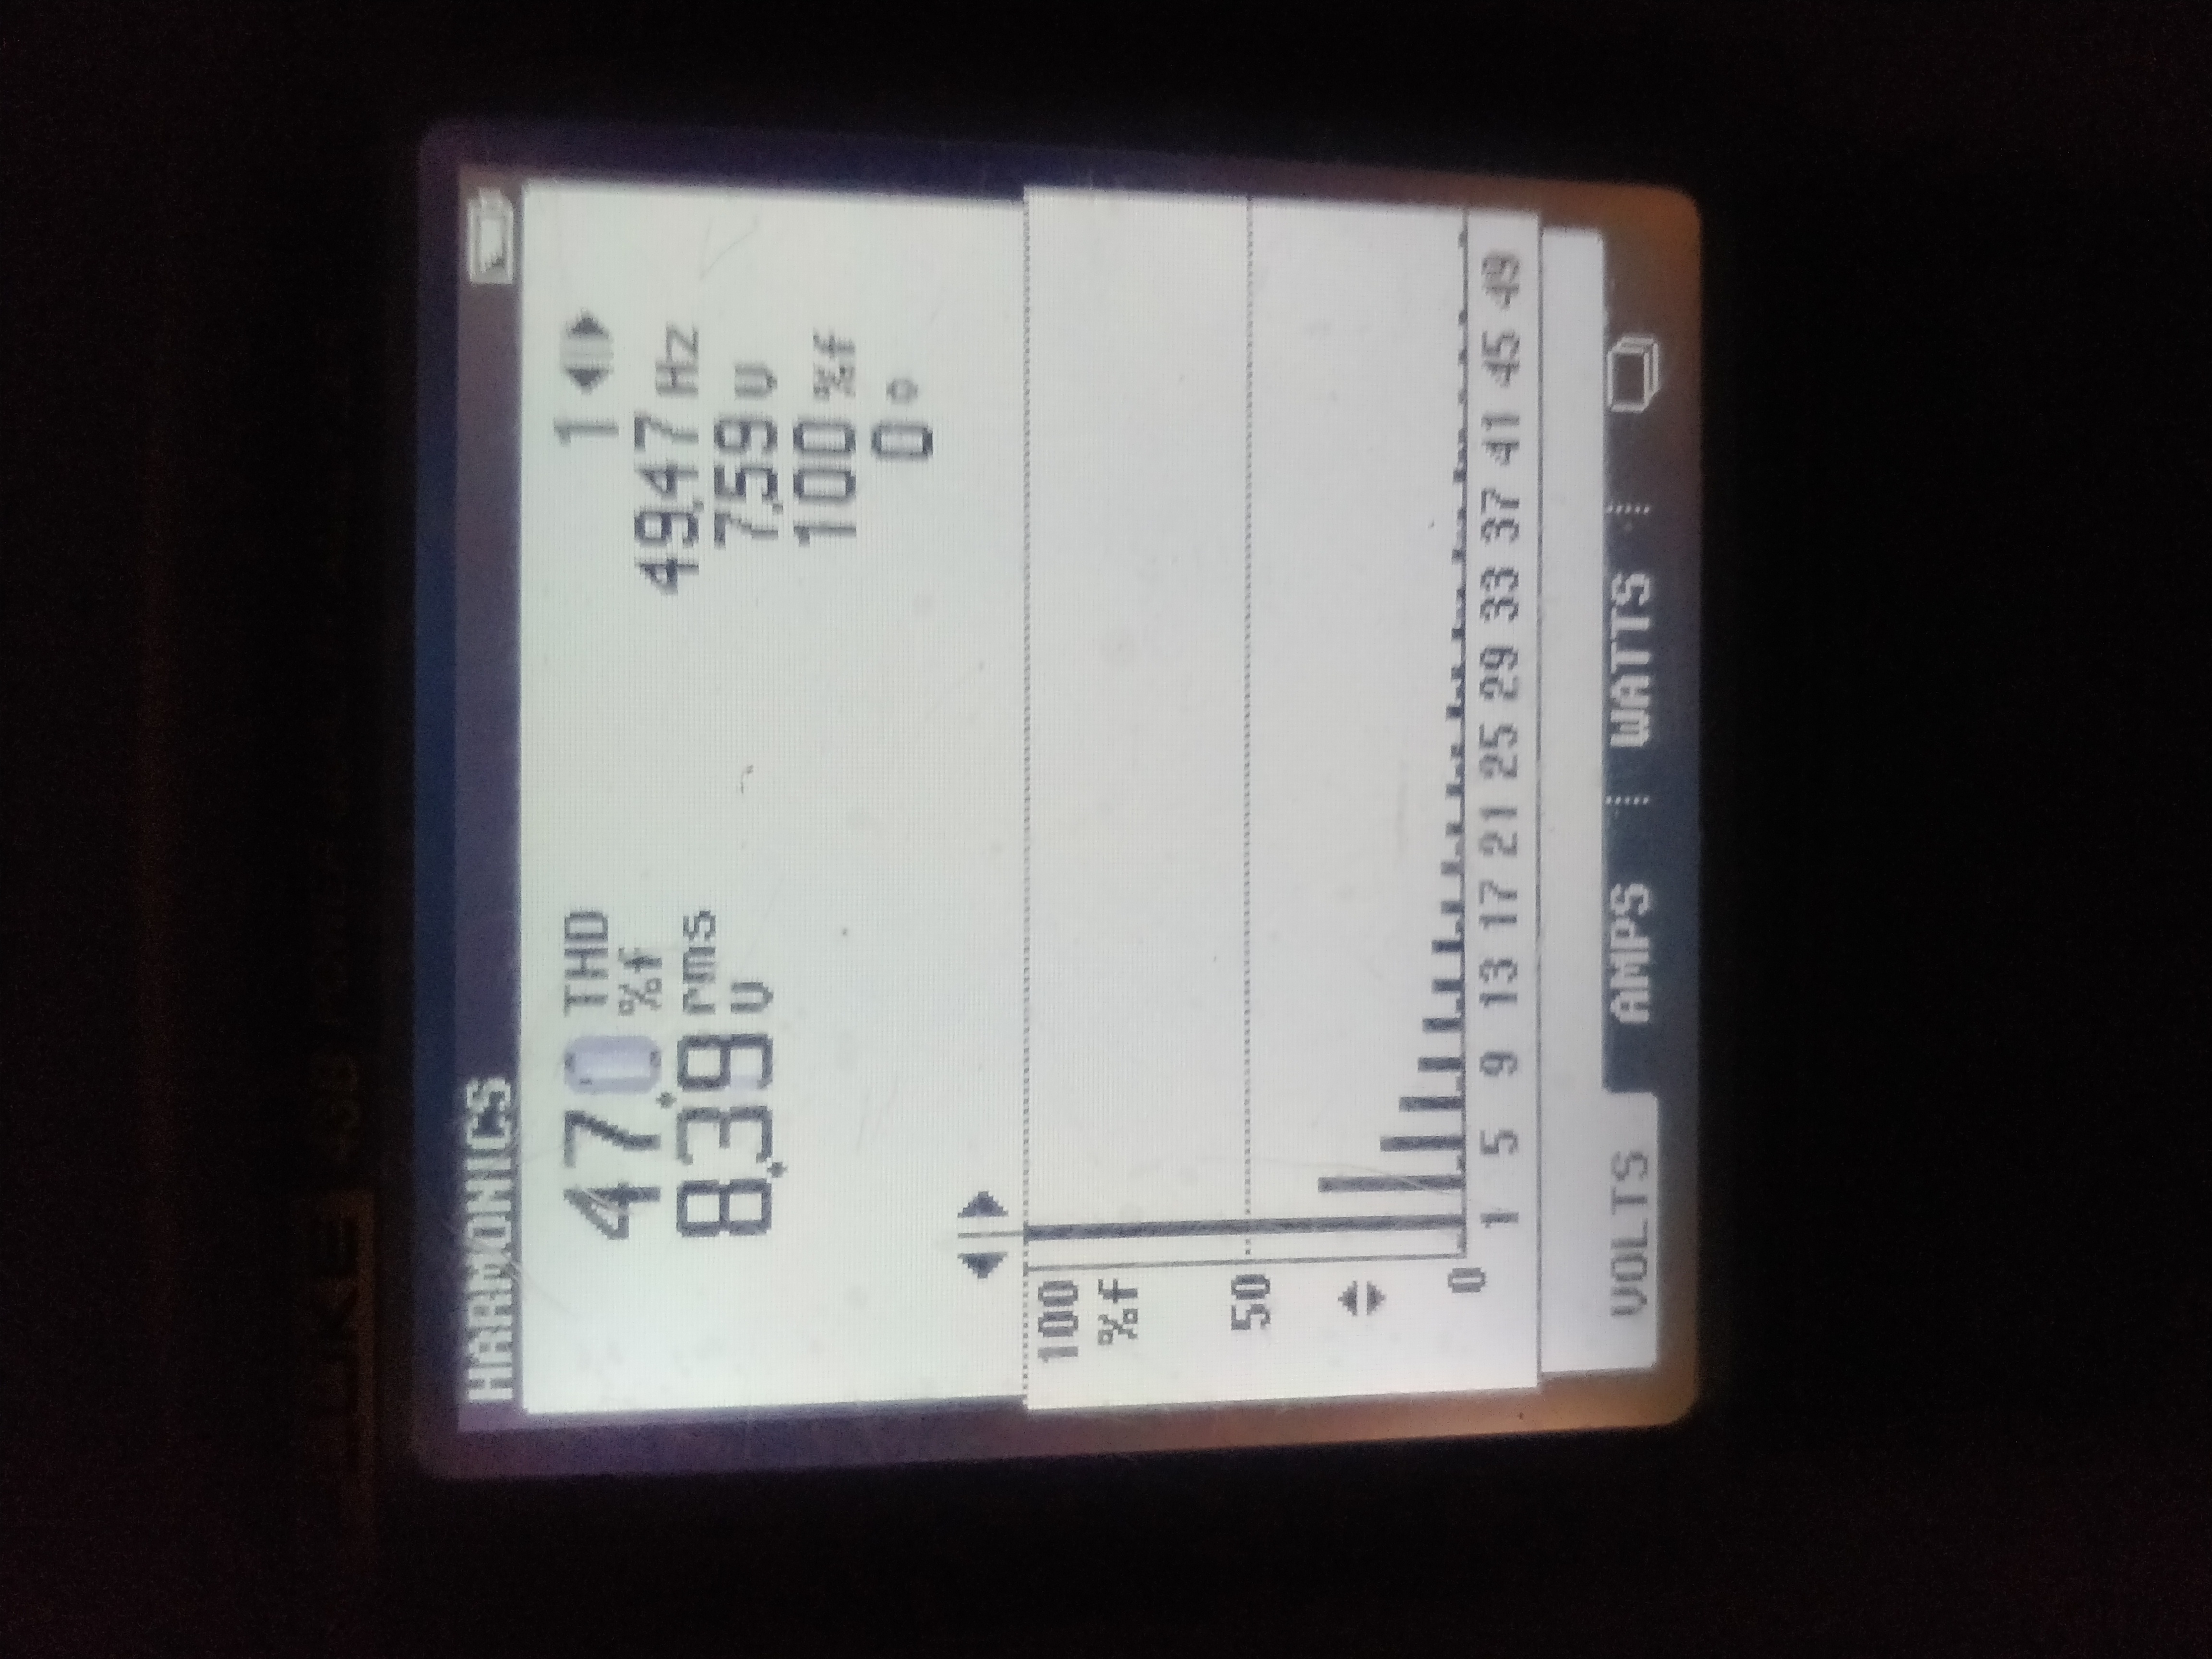 HARMONICS
47.0 THD %f
8.39 rms V
1
49.47 Hz
7.59 V
100 %f
0 °
100
%f
50
0
1 5 9 13 17 21 25 29 33 37 41 45 49
VOLTS AMPS WATTS